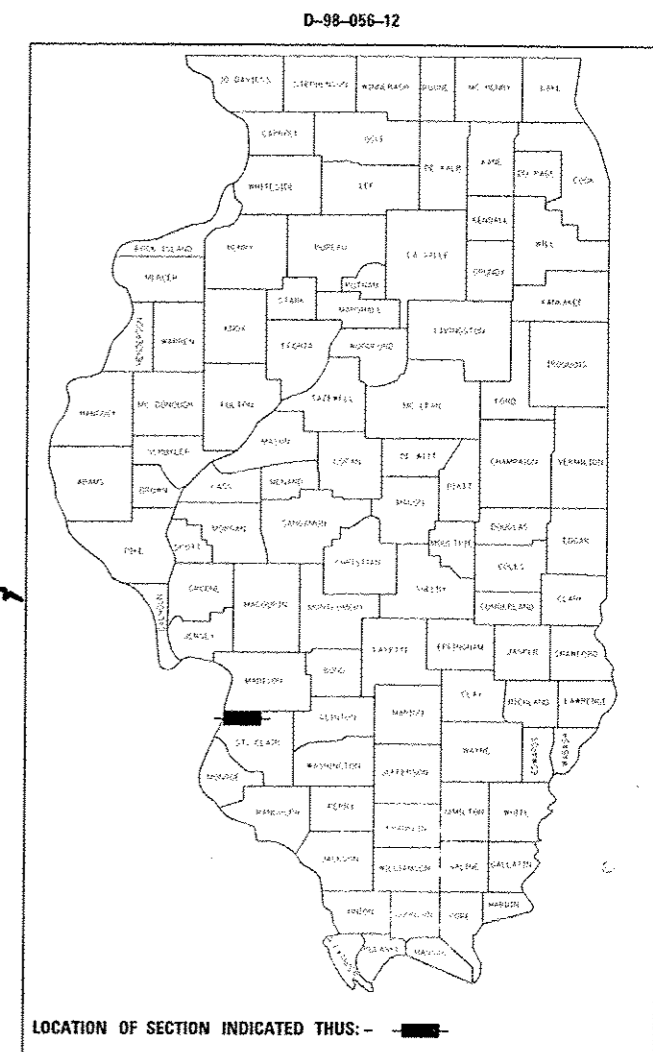 D-98-056-12
JO DAVIESS STEPHENSON WINNEBAGO BOONE MC HENRY LAKE
CARROLL OGLE
DE KALB KANE DU PAGE COOK
WHITESIDE LEE
KENDALL WILL
ROCK ISLAND HENRY BUREAU LA SALLE GRUNDY
MERCER PUTNAM KANKAKEE
STARK MARSHALL
HENDERSON WARREN KNOX LIVINGSTON
PEORIA WOODFORD IROQUOIS
TAZEWELL FORD
HANCOCK MC DONOUGH FULTON MC LEAN
MASON
SCHUYLER LOGAN DE WITT CHAMPAIGN VERMILION
ADAMS BROWN CASS MENARD PIATT
MACON
MORGAN SANGAMON DOUGLAS
PIKE SCOTT MOULTRIE EDGAR
CHRISTIAN COLES
GREENE SHELBY
CALHOUN MACOUPIN MONTGOMERY CUMBERLAND CLARK
JERSEY
FAYETTE EFFINGHAM JASPER CRAWFORD
MADISON BOND
CLAY RICHLAND LAWRENCE
CLINTON MARION
ST. CLAIR WAYNE EDWARDS WABASH
WASHINGTON JEFFERSON
MONROE
RANDOLPH PERRY HAMILTON WHITE
FRANKLIN
JACKSON WILLIAMSON SALINE GALLATIN
UNION JOHNSON POPE HARDIN
PULASKI MASSAC
LOCATION OF SECTION INDICATED THUS: -